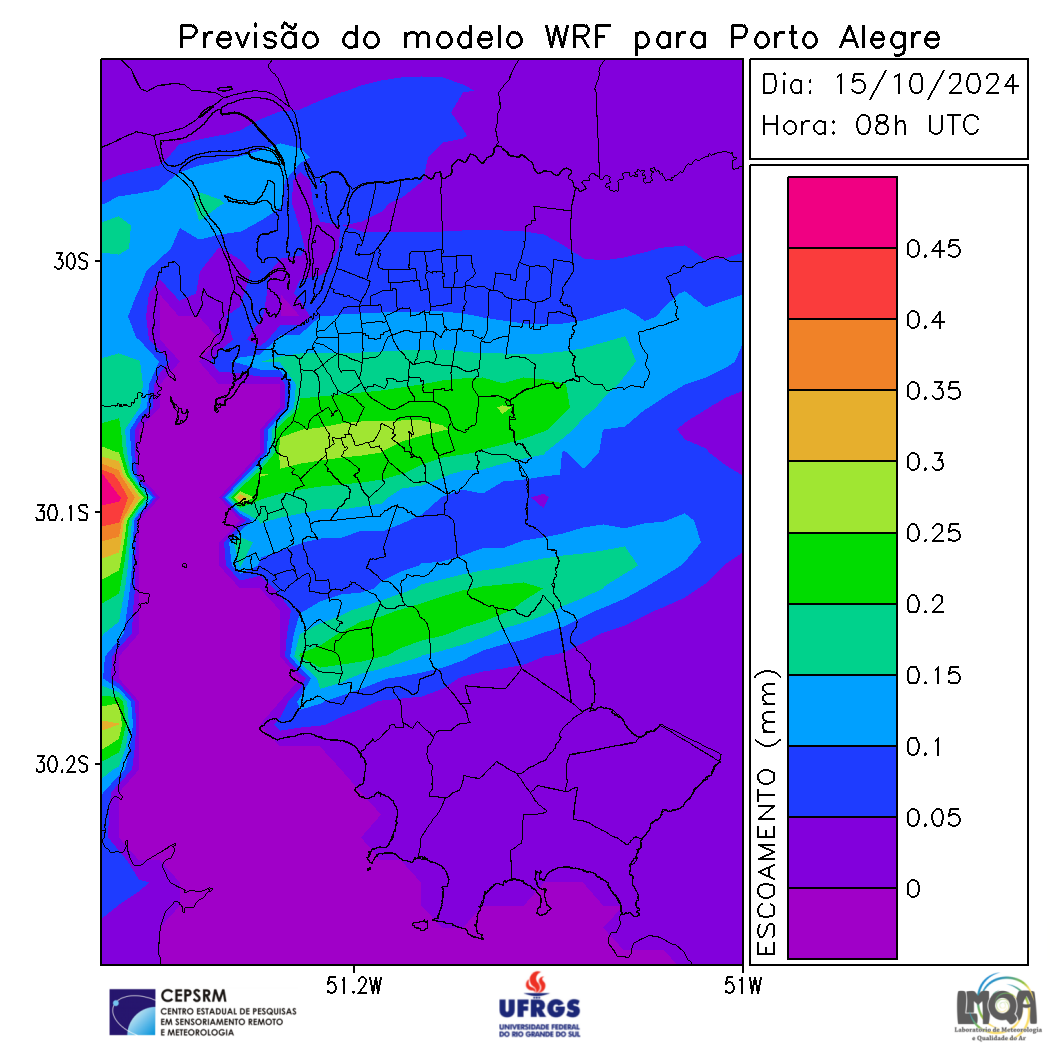 Previsão do modelo WRF para Porto Alegre
Dia: 15/10/2024
Hora: 08h UTC
30S
30.1S
30.2S
51.2W
51W
0.45
0.4
0.35
0.3
0.25
0.2
0.15
0.1
0.05
0
ESCOAMENTO (mm)
CEPSRM
CENTRO ESTADUAL DE PESQUISAS
EM SENSORIAMENTO REMOTO
E METEOROLOGIA
UFRGS
UNIVERSIDADE FEDERAL
DO RIO GRANDE DO SUL
LMQA
Laboratório de Meteorologia
e Qualidade do Ar